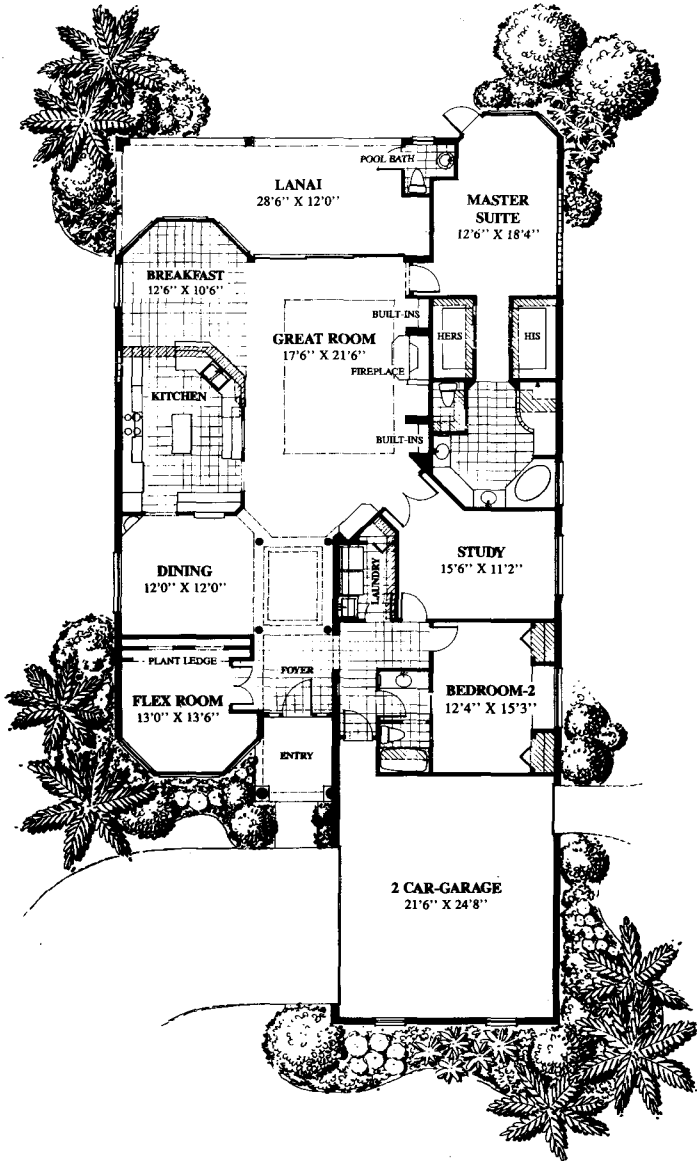 POOL BATH
LANAI
28'6'' X 12'0''
MASTER
SUITE
12'6'' X 18'4''
BREAKFAST
12'6'' X 10'6''
BUILT-INS
HERS
HIS
GREAT ROOM
17'6'' X 21'6''
FIREPLACE
KITCHEN
BUILT-INS
DINING
12'0'' X 12'0''
LAUNDRY
STUDY
15'6'' X 11'2''
PLANT LEDGE
FOYER
FLEX ROOM
13'0'' X 13'6''
BEDROOM-2
12'4'' X 15'3''
ENTRY
2 CAR-GARAGE
21'6'' X 24'8''